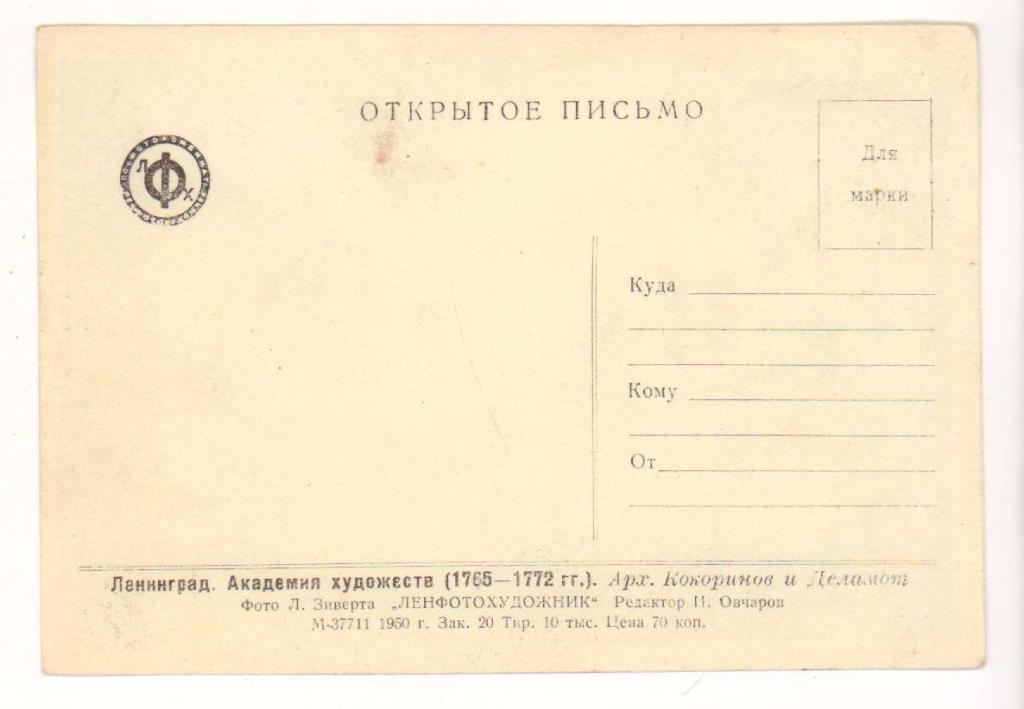 ОТКРЫТОЕ ПИСЬМО
Л Ф К
Для
марки
Куда
Кому
От
Ленинград. Академия художеств (1765—1772 гг.). Арх. Кокоринов и Деламот
Фото Л. Зиверта „ЛЕНФОТОХУДОЖНИК“ Редактор И. Овчаров
М-37711 1950 г. Зак. 20 Тир. 10 тыс. Цена 70 коп.